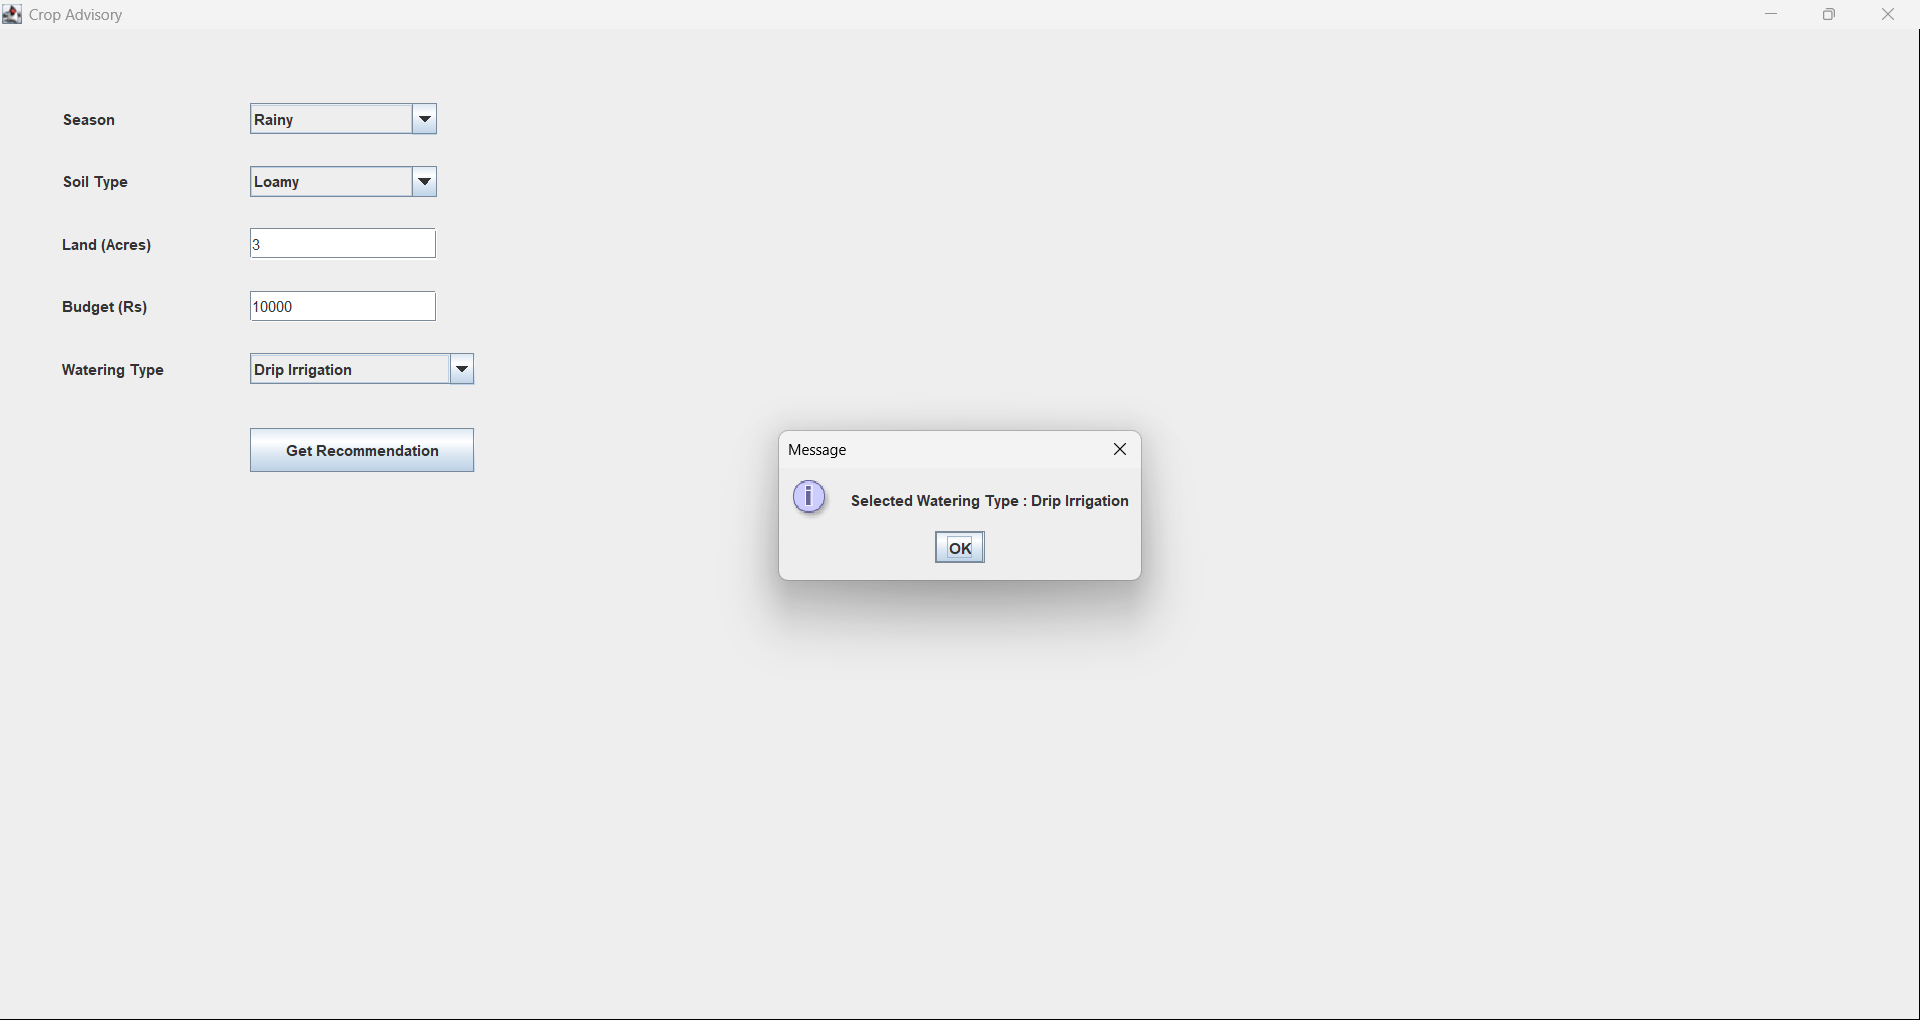 Crop Advisory
Season
Rainy
Soil Type
Loamy
Land (Acres)
3
Budget (Rs)
10000
Watering Type
Drip Irrigation
Get Recommendation
Message
i
Selected Watering Type : Drip Irrigation
OK